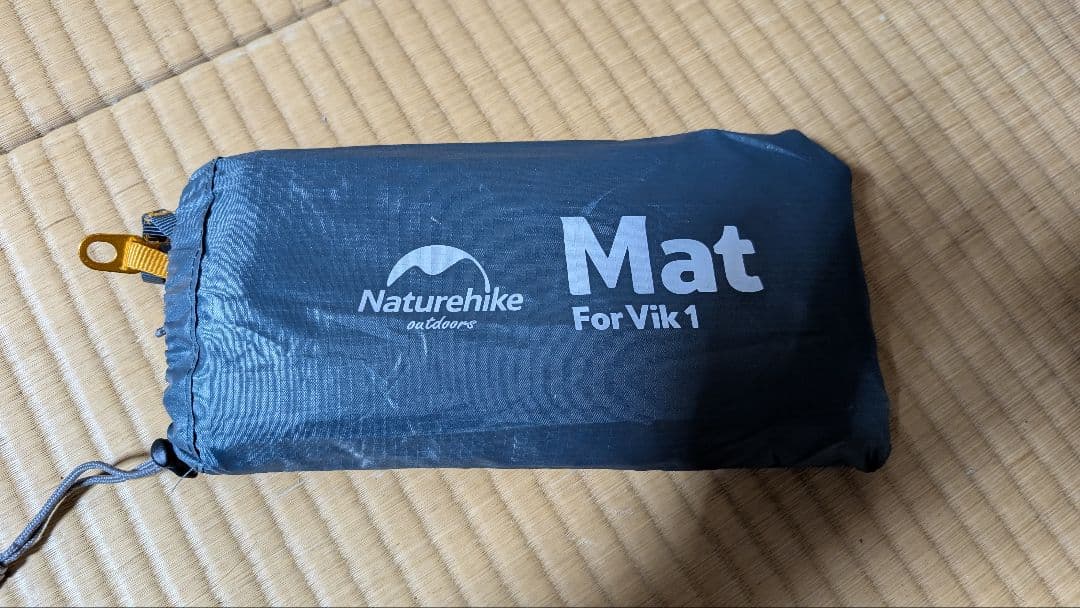 Naturehike
outdoors
Mat
For Vik 1